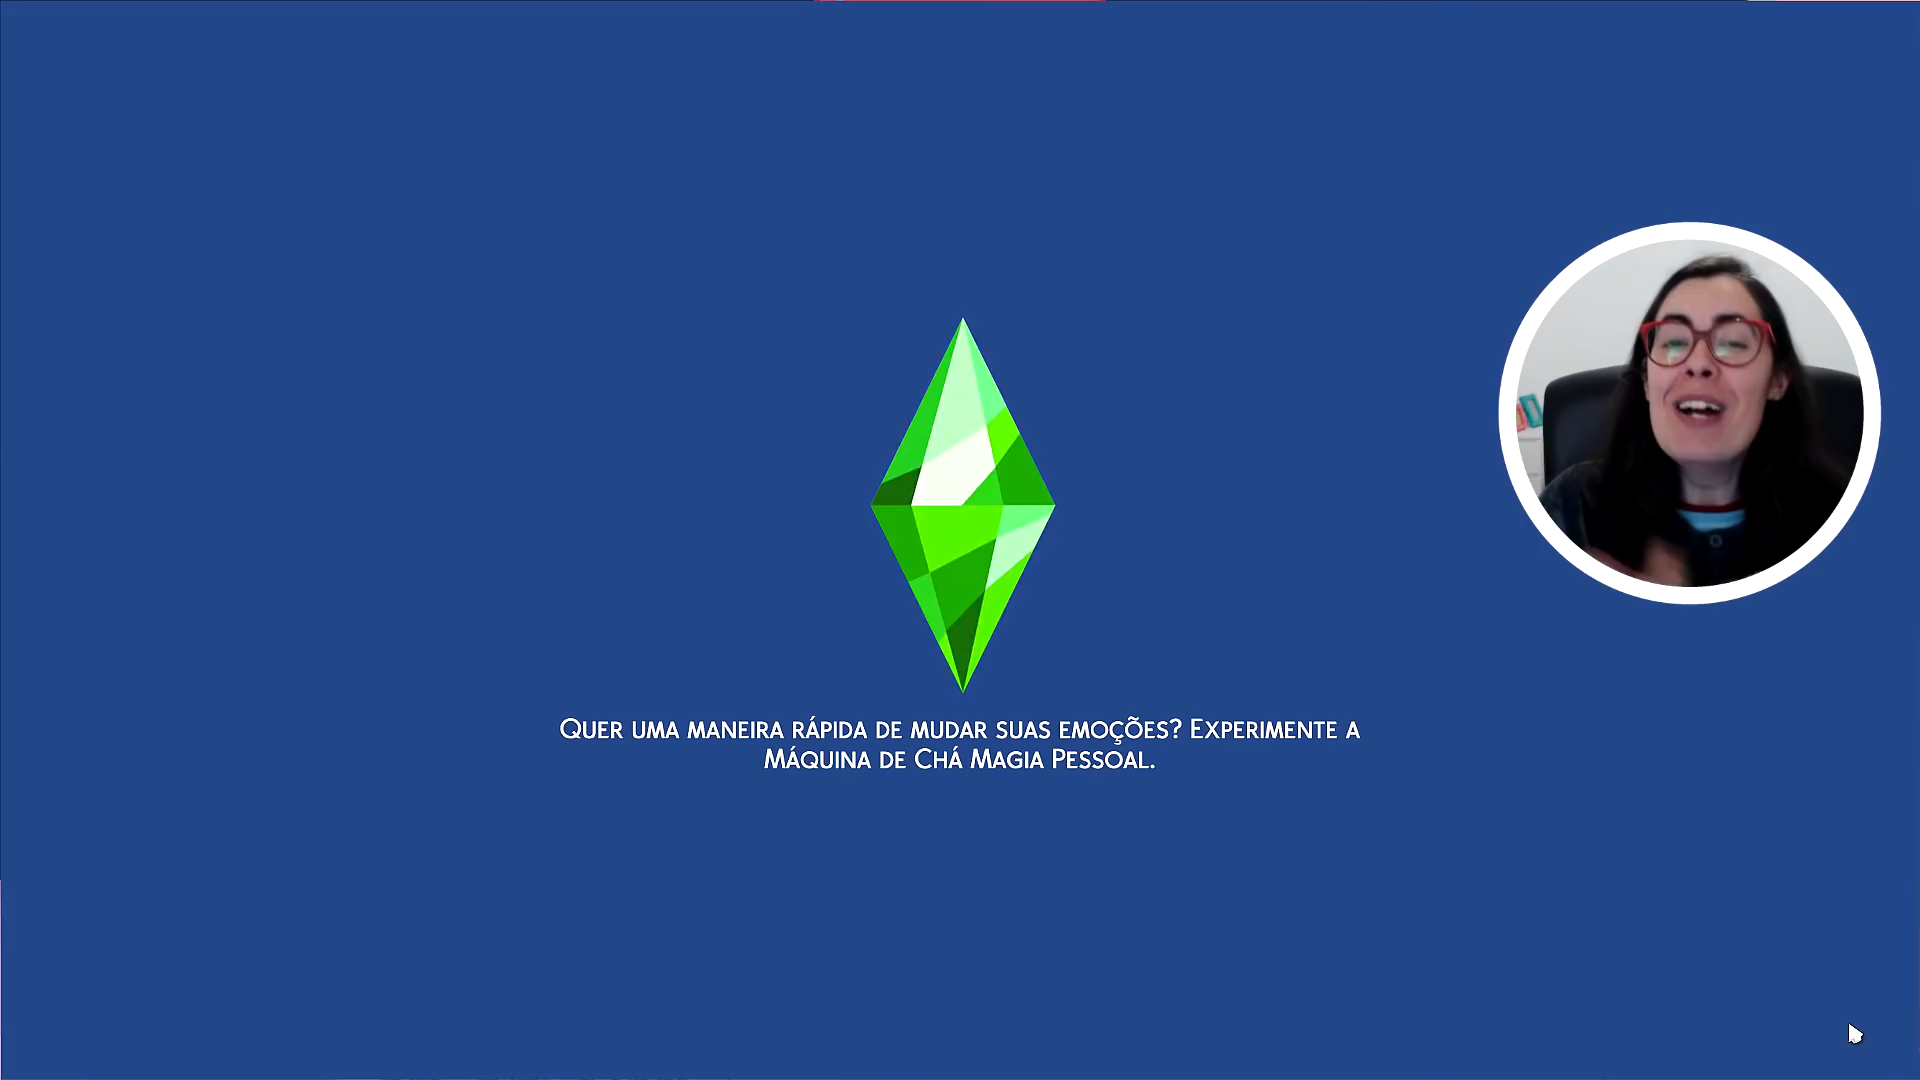 Quer uma maneira rápida de mudar suas emoções? Experimente a
Máquina de Chá Magia Pessoal.